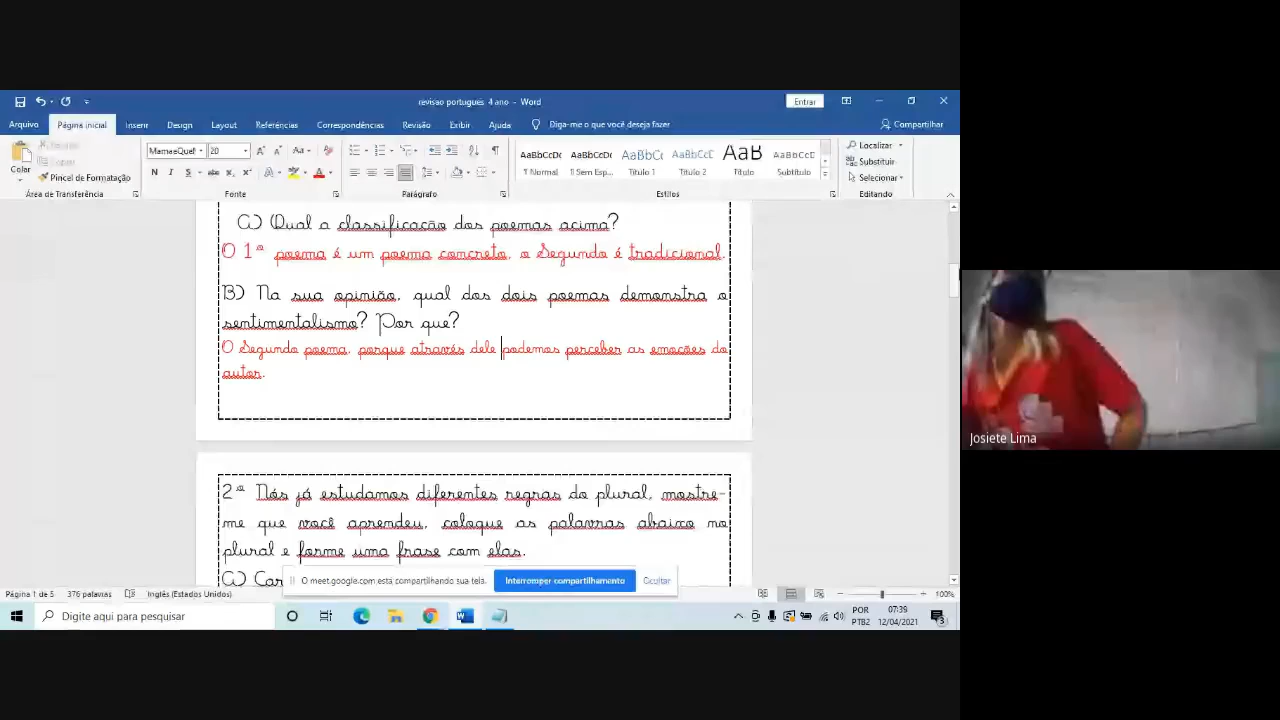 revisao portugues 4 ano - Word
Entrar
Arquivo Página inicial Inserir Design Layout Referências Correspondências Revisão Exibir Ajuda Diga-me o que você deseja fazer Compartilhar
Colar
Copiar
Pincel de Formatação
20
N I S
AaBbCcDc AaBbCcDc AaBbCc AaBbCcD AaB AaBbCcD
¶ Normal ¶ Sem Esp... Título 1 Título 2 Título Subtítulo
Localizar
Substituir
Selecionar
Área de Transferência Fonte Parágrafo Estilos Editando
A) Qual a classificação dos poemas acima?
O 1º poema é um poema concreto, o Segundo é tradicional.
B) Na sua opinião, qual dos dois poemas demonstra o
sentimentalismo? Por que?
O Segundo poema, porque através dele podemos perceber as emoções do
autor.
2ª Nós já estudamos diferentes regras do plural, mostre-
me que você aprendeu, coloque as palavras abaixo no
plural e forme uma frase com elas.
A)
O meet.google.com está compartilhando sua tela. Interromper compartilhamento Ocultar
Página 1 de 5 376 palavras Inglês (Estados Unidos) 100%
Digite aqui para pesquisar
POR
PTB2
07:39
12/04/2021
3
Josiete Lima